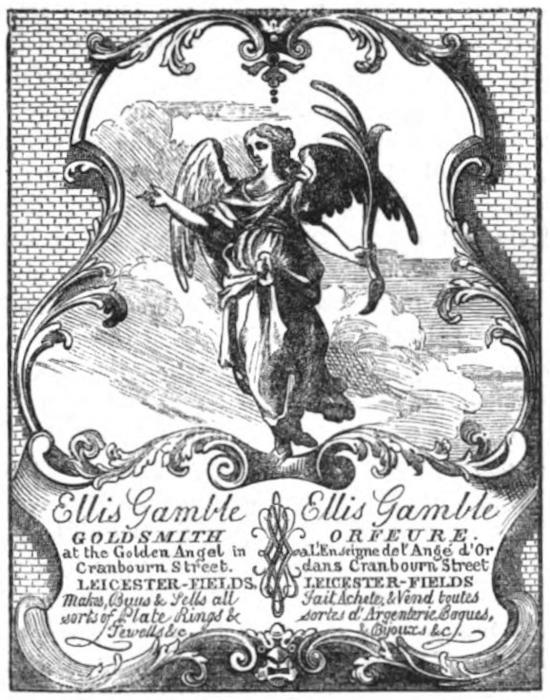 Ellis Gamble
GOLDSMITH
at the Golden Angel in
Cranbourn Street.
LEICESTER-FIELDS.
Makes, Buys & Sells all
sorts of Plate Rings &
Jewells &c.
Ellis Gamble
ORFEURE.
a L'Enseigne de l'Ange d'Or
dans Cranbourn Street
LEICESTER-FIELDS
Fait, Achete, & Vend toutes
sortes d'Argenterie, Bagues,
& Bijouxs &c.